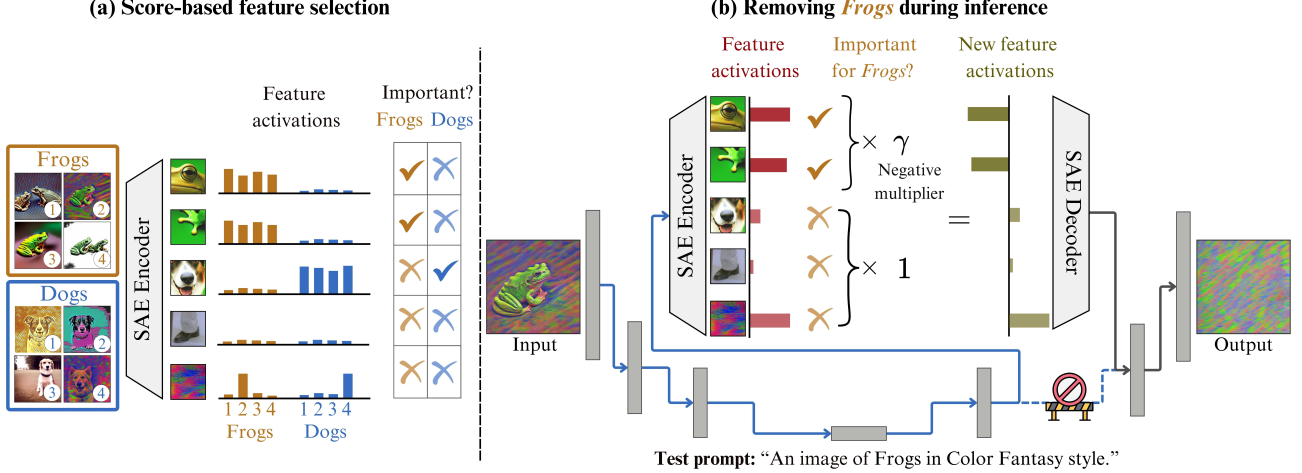 (a) Score-based feature selection
Feature
activations
Important?
Frogs Dogs
Frogs
1 2
3 4
Dogs
1 2
3 4
SAE Encoder
1 2 3 4 1 2 3 4
Frogs Dogs
(b) Removing Frogs during inference
Feature
activations
Important
for Frogs?
New feature
activations
SAE Encoder
× γ
Negative
multiplier
× 1
=
SAE Decoder
Input
Output
Test prompt: “An image of Frogs in Color Fantasy style.”